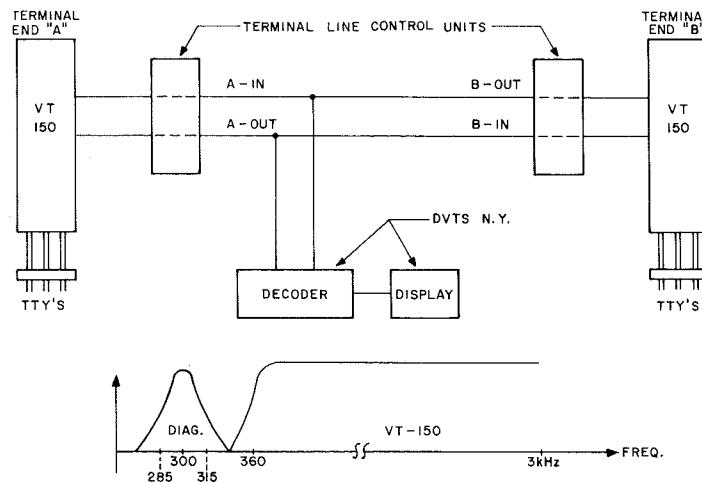 TERMINAL
END "A"
TERMINAL LINE CONTROL UNITS
TERMINAL
END "B"
VT
150
A-IN
B-OUT
VT
150
A-OUT
B-IN
DVTS N.Y.
TTY'S
DECODER
DISPLAY
TTY'S
DIAG.
VT-150
FREQ.
285
300
315
360
3kHz